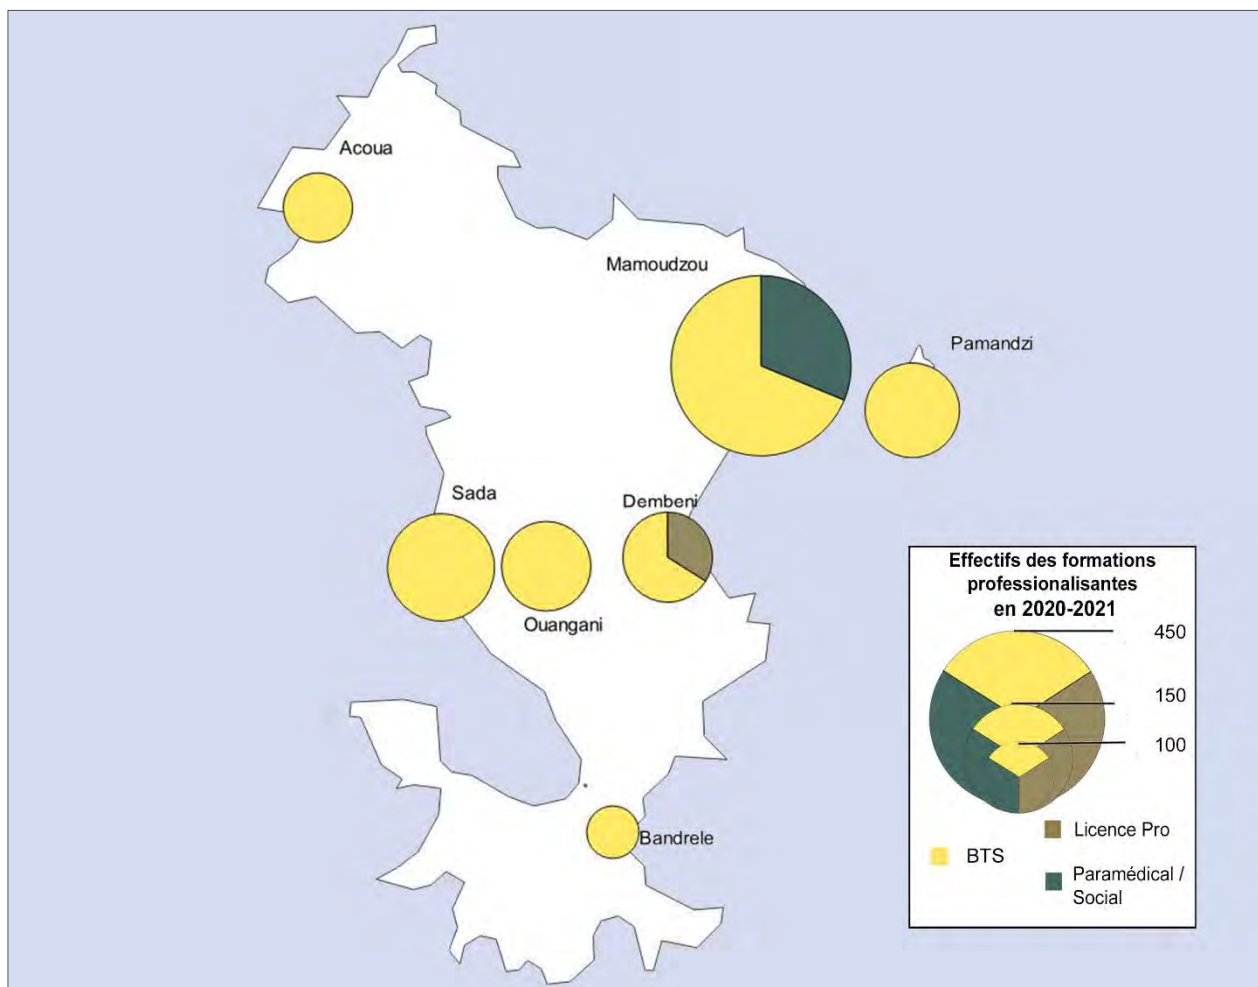 Acoua
Mamoudzou
Pamandzi
Sada
Dembeni
Ouangani
Bandrele
Effectifs des formations
professionalisantes
en 2020-2021
450
150
100
Licence Pro
BTS
Paramédical /
Social